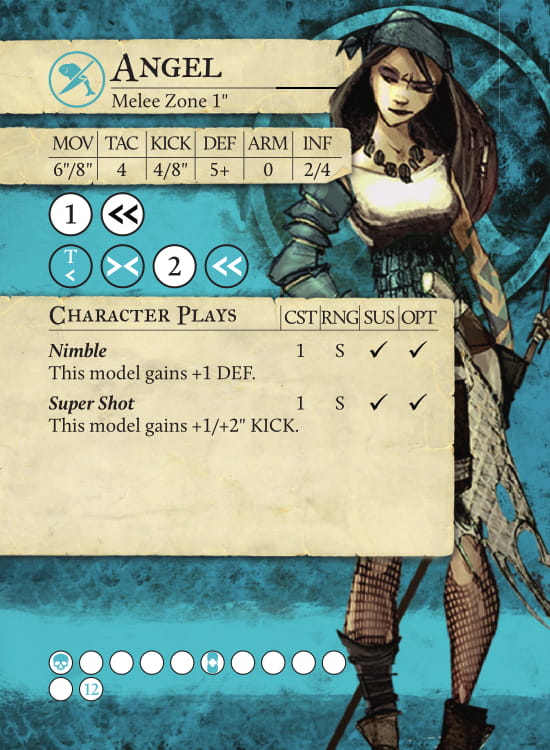 Angel
Melee Zone 1"
MOV TAC KICK DEF ARM INF
6"/8" 4 4/8" 5+ 0 2/4
1 <<
T < >< 2 <<
Character Plays CST RNG SUS OPT
Nimble 1 S ✓ ✓
This model gains +1 DEF.
Super Shot 1 S ✓ ✓
This model gains +1/+2" KICK.
12